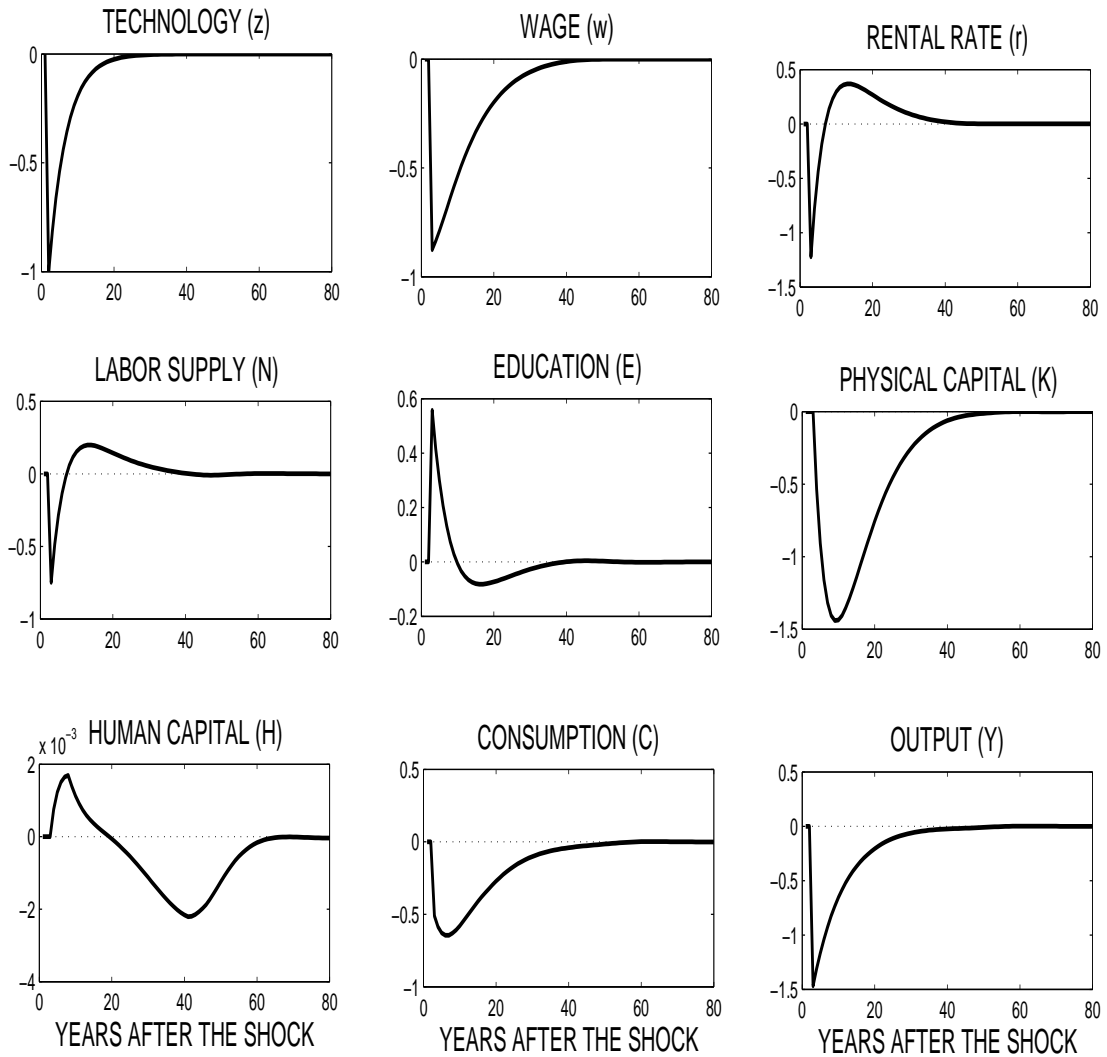 TECHNOLOGY (z)
0
−0.5
−1
0 20 40 60 80
WAGE (w)
0
−0.5
−1
0 20 40 60 80
RENTAL RATE (r)
0.5
0
−0.5
−1
−1.5
0 20 40 60 80
LABOR SUPPLY (N)
0.5
0
−0.5
−1
0 20 40 60 80
EDUCATION (E)
0.6
0.4
0.2
0
−0.2
0 20 40 60 80
PHYSICAL CAPITAL (K)
0
−0.5
−1
−1.5
0 20 40 60 80
HUMAN CAPITAL (H)
x 10−3
2
0
−2
−4
0 20 40 60 80
YEARS AFTER THE SHOCK
CONSUMPTION (C)
0.5
0
−0.5
−1
0 20 40 60 80
YEARS AFTER THE SHOCK
OUTPUT (Y)
0.5
0
−0.5
−1
−1.5
0 20 40 60 80
YEARS AFTER THE SHOCK